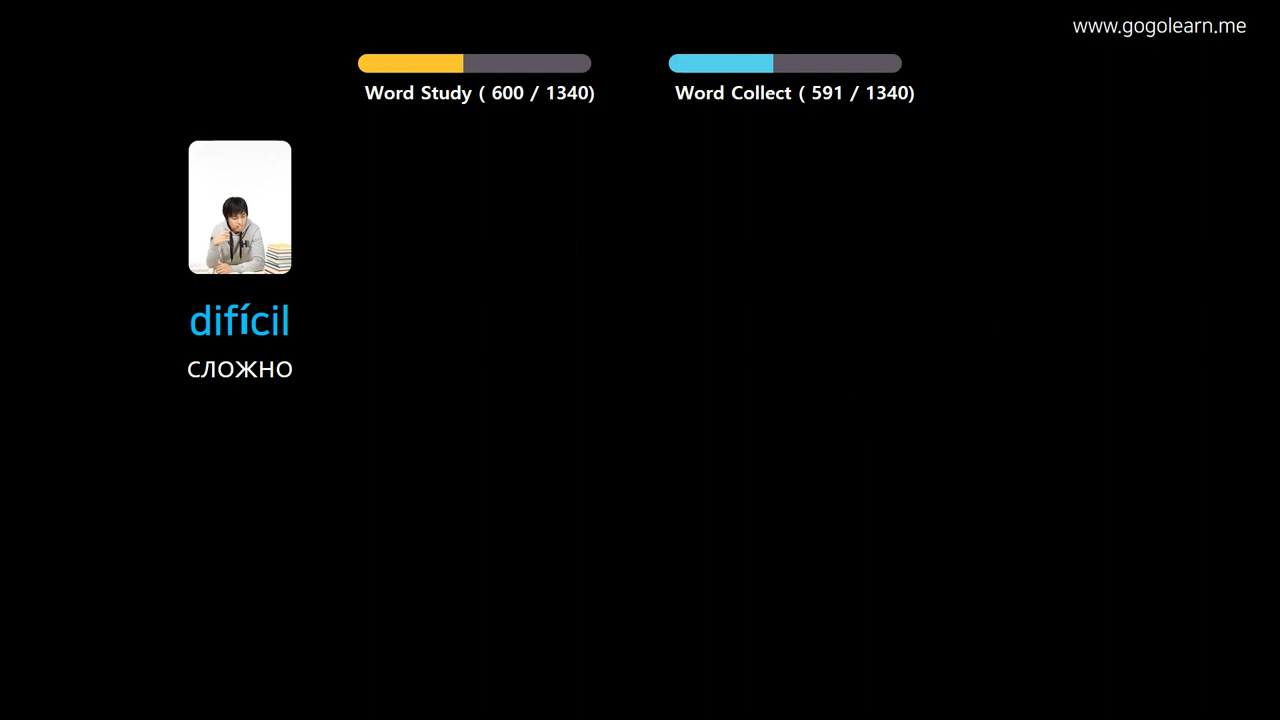 www.gogolearn.me
Word Study ( 600 / 1340)
Word Collect ( 591 / 1340)
difícil
сложно